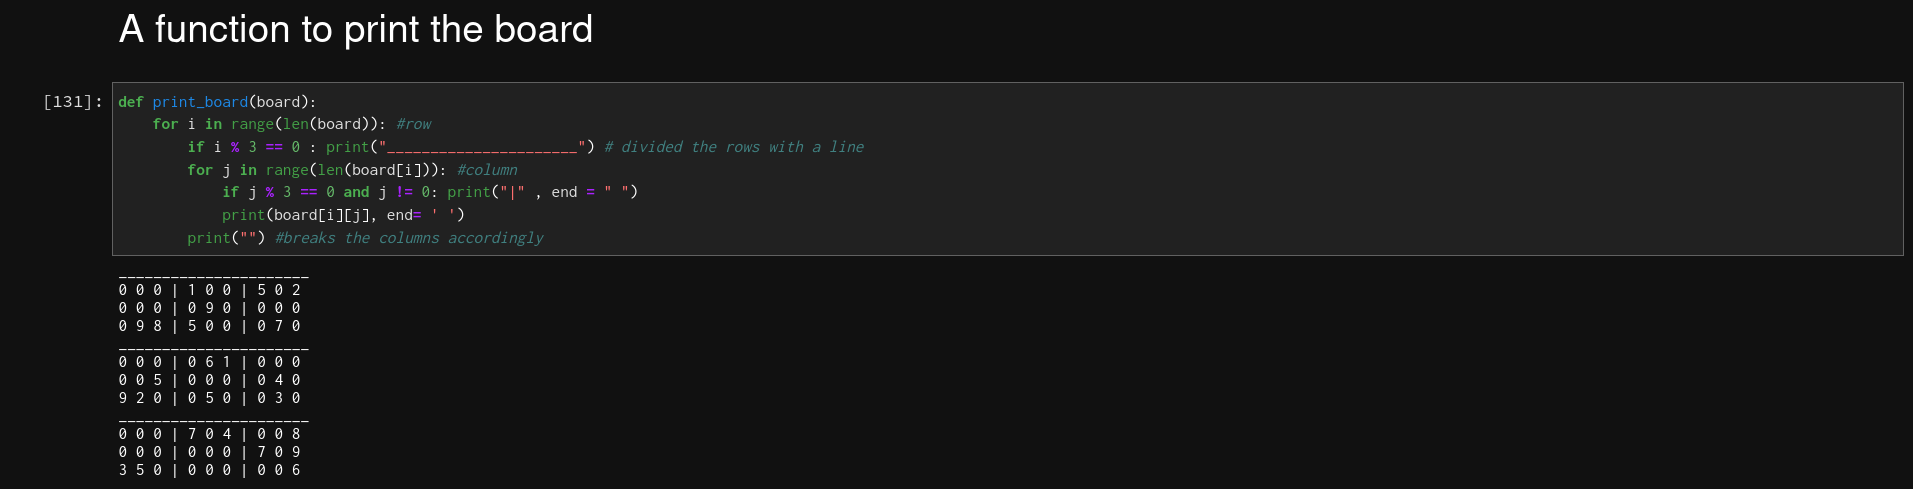 A function to print the board
[131]: def print_board(board):
    for i in range(len(board)): #row
        if i % 3 == 0 : print("______________________") # divided the rows with a line
        for j in range(len(board[i])): #column
            if j % 3 == 0 and j != 0: print("|" , end = " ")
            print(board[i][j], end= ' ')
        print("") #breaks the columns accordingly
______________________
0 0 0 | 1 0 0 | 5 0 2
0 0 0 | 0 9 0 | 0 0 0
0 9 8 | 5 0 0 | 0 7 0
______________________
0 0 0 | 0 6 1 | 0 0 0
0 0 5 | 0 0 0 | 0 4 0
9 2 0 | 0 5 0 | 0 3 0
______________________
0 0 0 | 7 0 4 | 0 0 8
0 0 0 | 0 0 0 | 7 0 9
3 5 0 | 0 0 0 | 0 0 6